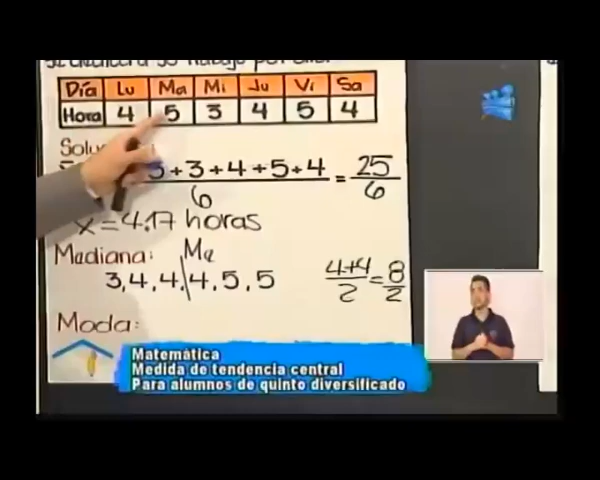 Día Lu Ma Mi Ju Vi Sa
Hora 4 5 3 4 5 4
5+3+4+5+4 = 25
6 6
x = 4.17 horas
Mediana: Me
3,4,4,|4,5,5
4+4 = 8
2 2
Moda:
Matemática
Medida de tendencia central
Para alumnos de quinto diversificado